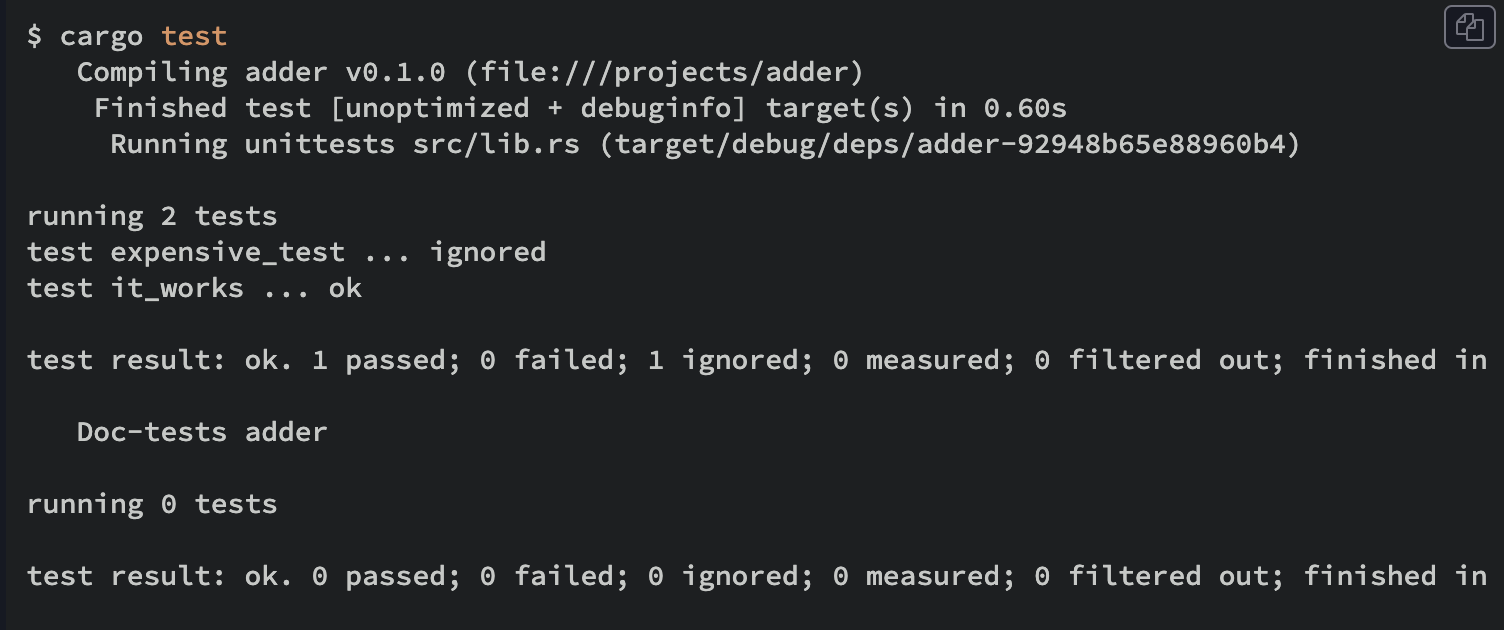 $ cargo test
   Compiling adder v0.1.0 (file:///projects/adder)
    Finished test [unoptimized + debuginfo] target(s) in 0.60s
     Running unittests src/lib.rs (target/debug/deps/adder-92948b65e88960b4)
running 2 tests
test expensive_test ... ignored
test it_works ... ok
test result: ok. 1 passed; 0 failed; 1 ignored; 0 measured; 0 filtered out; finished in
   Doc-tests adder
running 0 tests
test result: ok. 0 passed; 0 failed; 0 ignored; 0 measured; 0 filtered out; finished in